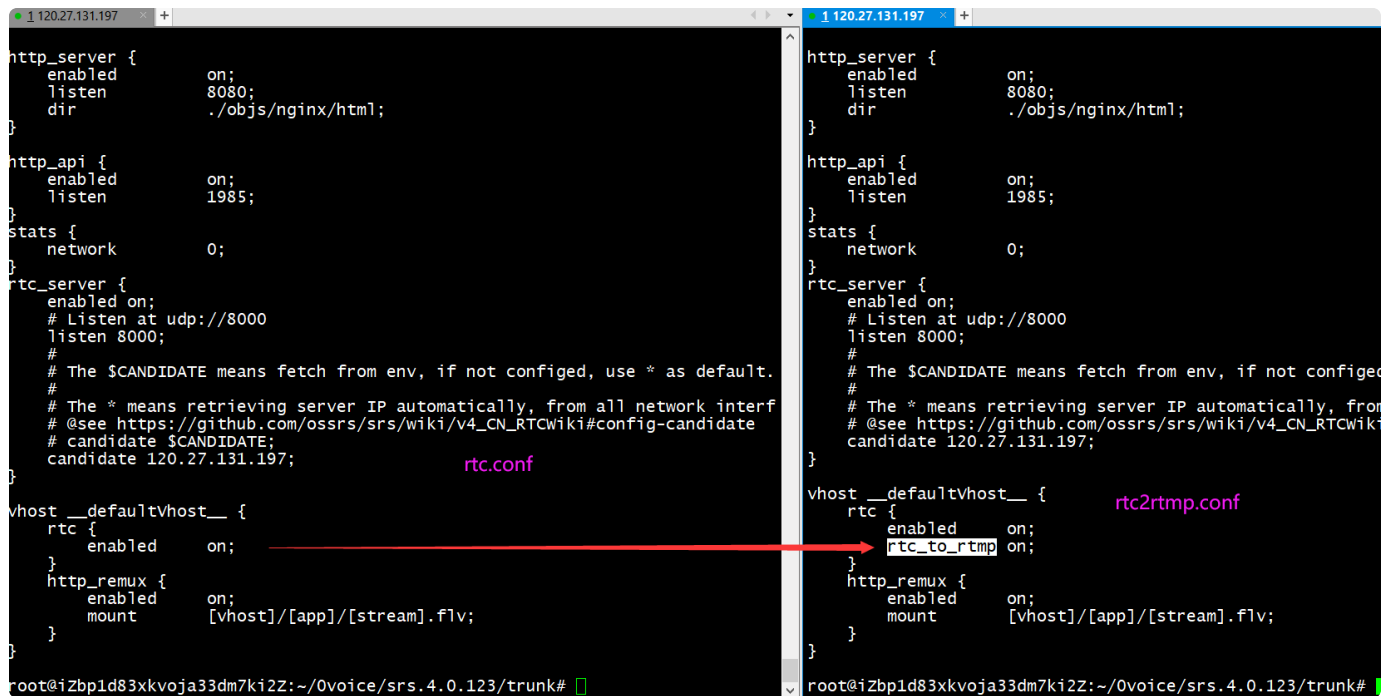 1 120.27.131.197 × +
http_server {
enabled on;
listen 8080;
dir ./objs/nginx/html;
}
http_api {
enabled on;
listen 1985;
}
stats {
network 0;
}
rtc_server {
enabled on;
# Listen at udp://8000
listen 8000;
#
# The $CANDIDATE means fetch from env, if not configed, use * as default.
#
# The * means retrieving server IP automatically, from all network interf
# @see https://github.com/ossrs/srs/wiki/v4_CN_RTCWiki#config-candidate
# candidate $CANDIDATE;
candidate 120.27.131.197;
}
rtc.conf
vhost __defaultVhost__ {
rtc {
enabled on;
}
http_remux {
enabled on;
mount [vhost]/[app]/[stream].flv;
}
}
root@iZbp1d83xkvoja33dm7ki2Z:~/0voice/srs.4.0.123/trunk#
1 120.27.131.197 × +
http_server {
enabled on;
listen 8080;
dir ./objs/nginx/html;
}
http_api {
enabled on;
listen 1985;
}
stats {
network 0;
}
rtc_server {
enabled on;
# Listen at udp://8000
listen 8000;
#
# The $CANDIDATE means fetch from env, if not configed
#
# The * means retrieving server IP automatically, from
# @see https://github.com/ossrs/srs/wiki/v4_CN_RTCWiki
candidate 120.27.131.197;
}
vhost __defaultVhost__ {
rtc2rtmp.conf
rtc {
enabled on;
rtc_to_rtmp on;
}
http_remux {
enabled on;
mount [vhost]/[app]/[stream].flv;
}
}
root@iZbp1d83xkvoja33dm7ki2Z:~/0voice/srs.4.0.123/trunk#